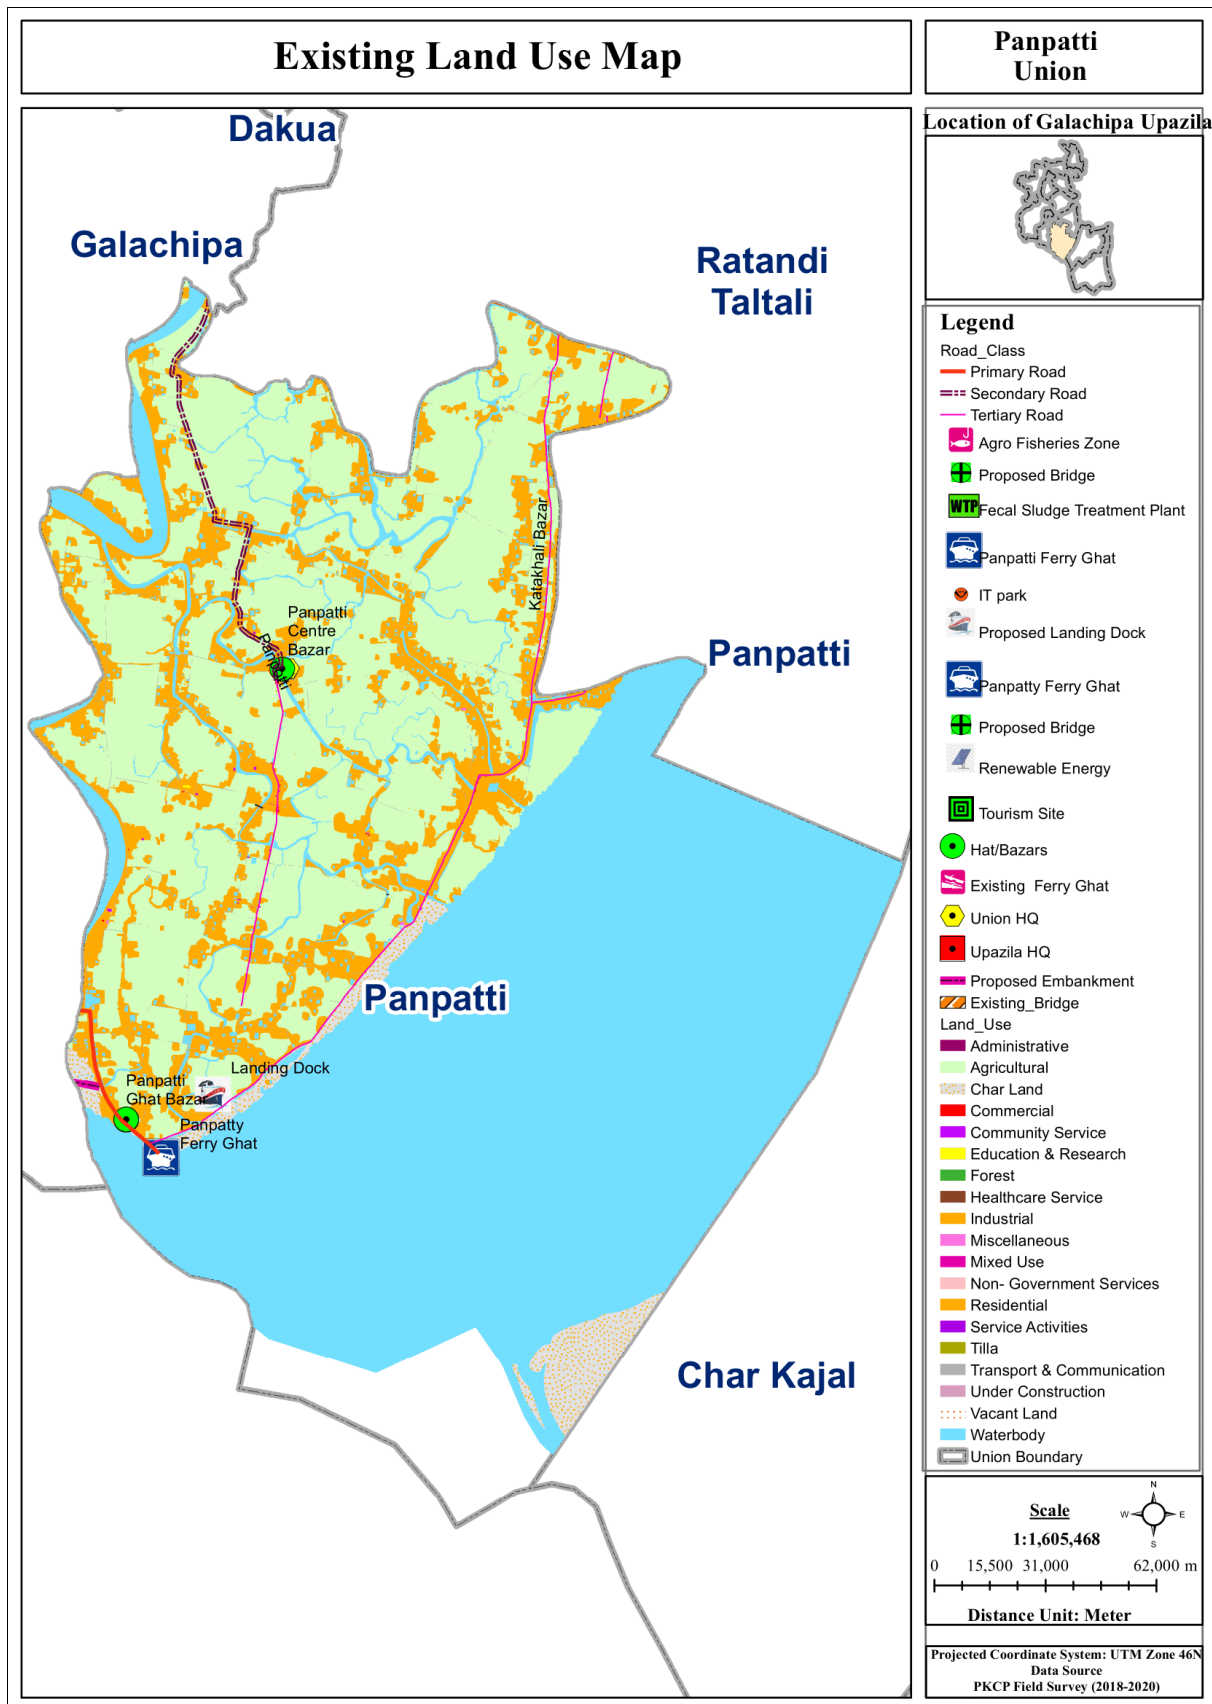 Existing Land Use Map
Panpatti
Union
Location of Galachipa Upazila
Dakua
Galachipa
Ratandi
Taltali
Katakhali Bazar
Panpatti
Centre
Bazar
Panpatti
Panpatti
Panpatti
Landing Dock
Panpatti
Ghat Bazar
Panpatty
Ferry Ghat
Char Kajal
Legend
Road_Class
Primary Road
Secondary Road
Tertiary Road
Agro Fisheries Zone
Proposed Bridge
WTP Fecal Sludge Treatment Plant
Panpatti Ferry Ghat
IT park
Proposed Landing Dock
Panpatty Ferry Ghat
Proposed Bridge
Renewable Energy
Tourism Site
Hat/Bazars
Existing Ferry Ghat
Union HQ
Upazila HQ
Proposed Embankment
Existing_Bridge
Land_Use
Administrative
Agricultural
Char Land
Commercial
Community Service
Education & Research
Forest
Healthcare Service
Industrial
Miscellaneous
Mixed Use
Non- Government Services
Residential
Service Activities
Tilla
Transport & Communication
Under Construction
Vacant Land
Waterbody
Union Boundary
N
W E
S
Scale
1:1,605,468
0 15,500 31,000 62,000 m
Distance Unit: Meter
Projected Coordinate System: UTM Zone 46N
Data Source
PKCP Field Survey (2018-2020)